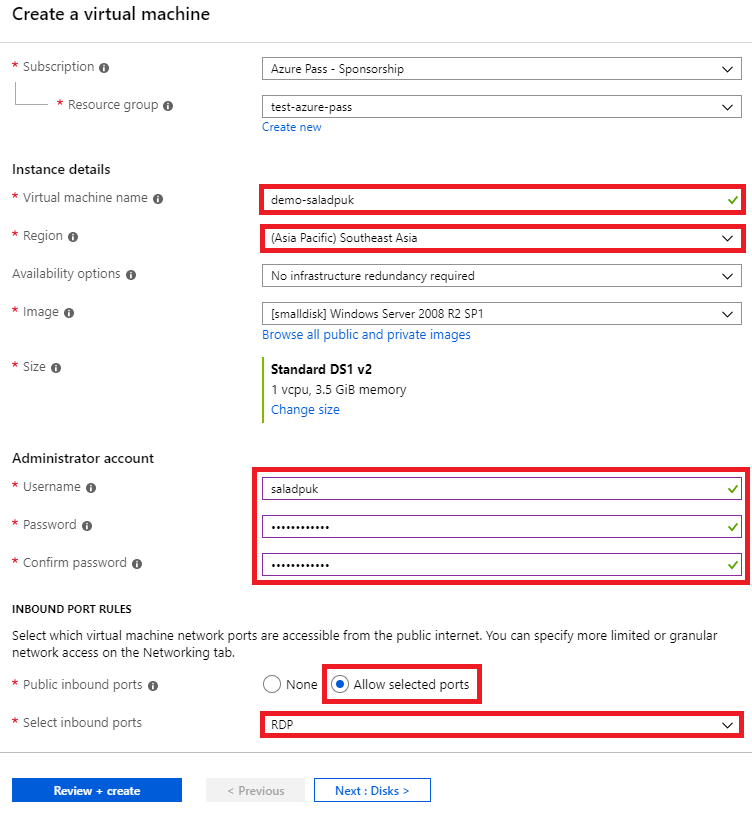 Create a virtual machine
* Subscription
Azure Pass - Sponsorship
* Resource group
test-azure-pass
Create new
Instance details
* Virtual machine name
demo-saladpuk
* Region
(Asia Pacific) Southeast Asia
Availability options
No infrastructure redundancy required
* Image
[smalldisk] Windows Server 2008 R2 SP1
Browse all public and private images
* Size
Standard DS1 v2
1 vcpu, 3.5 GiB memory
Change size
Administrator account
* Username
saladpuk
* Password
••••••••••••
* Confirm password
••••••••••••
INBOUND PORT RULES
Select which virtual machine network ports are accessible from the public internet. You can specify more limited or granular
network access on the Networking tab.
* Public inbound ports
None
Allow selected ports
* Select inbound ports
RDP
Review + create
< Previous
Next : Disks >